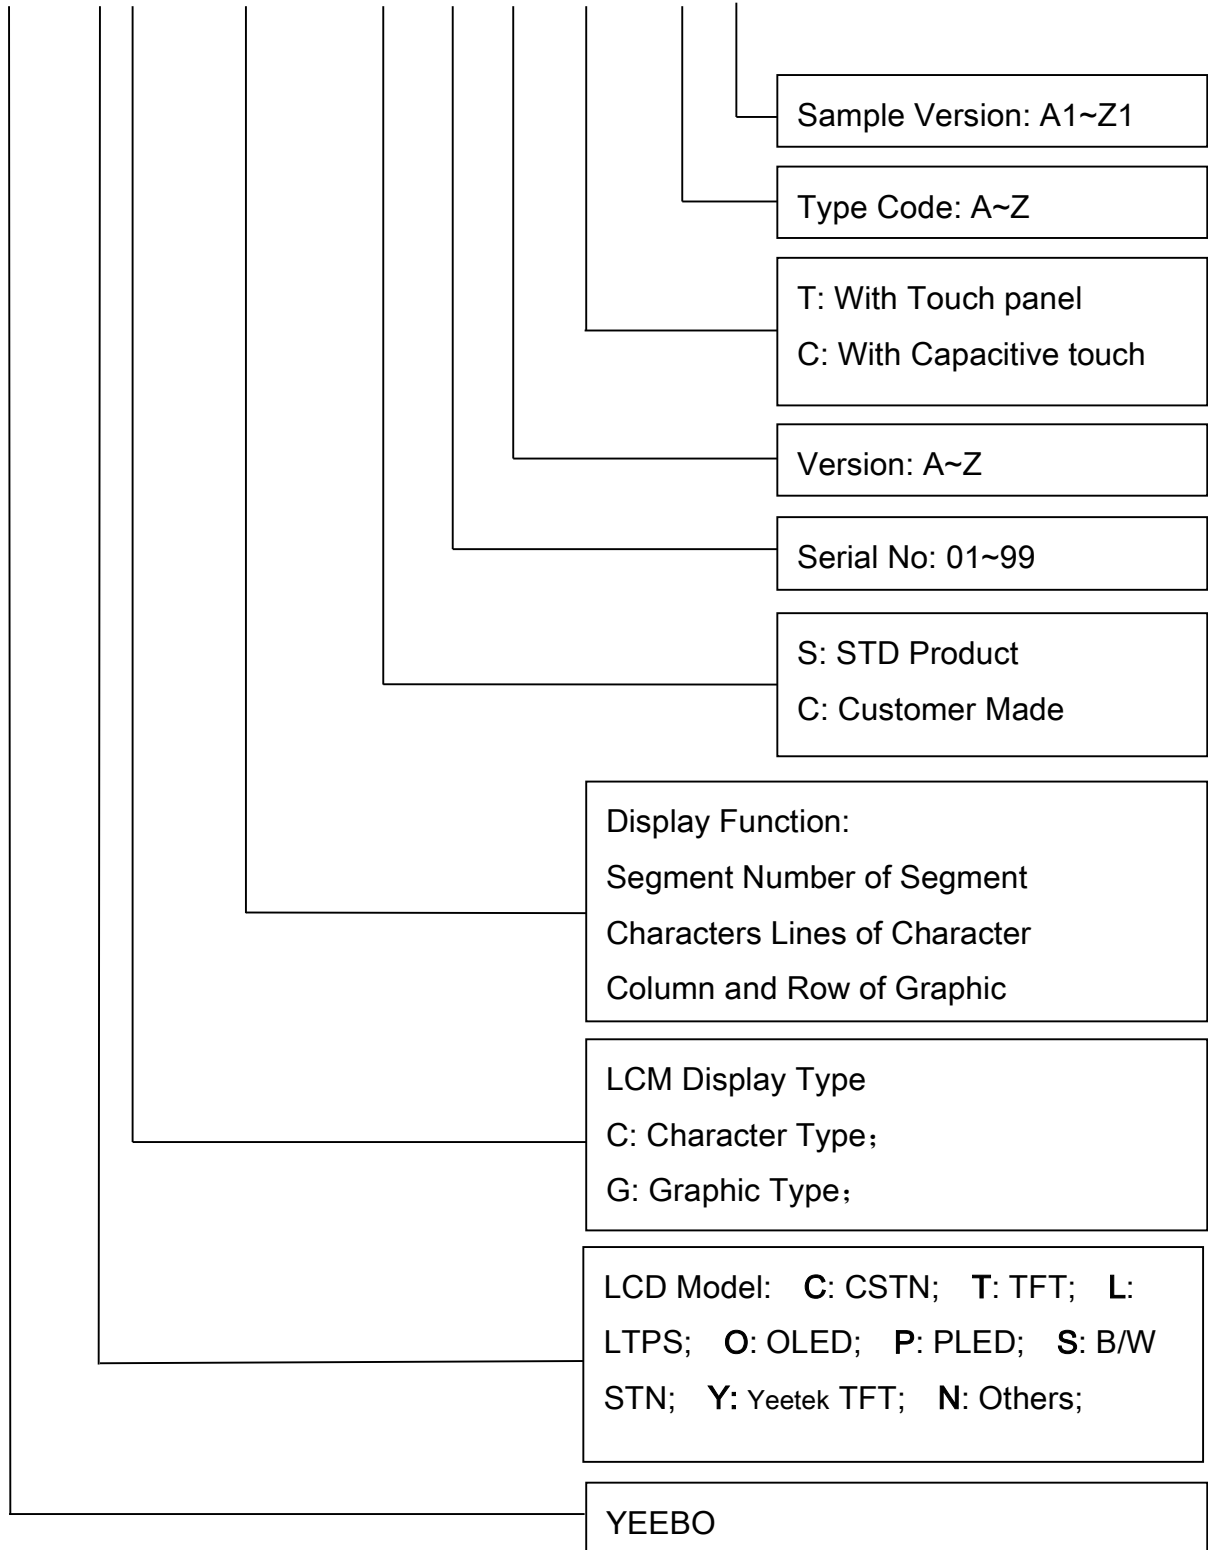 Sample Version: A1~Z1
Type Code: A~Z
T: With Touch panel
C: With Capacitive touch
Version: A~Z
Serial No: 01~99
S: STD Product
C: Customer Made
Display Function:
Segment Number of Segment
Characters Lines of Character
Column and Row of Graphic
LCM Display Type
C: Character Type；
G: Graphic Type；
LCD Model: C: CSTN; T: TFT; L:
LTPS; O: OLED; P: PLED; S: B/W
STN; Y: Yeetek TFT; N: Others;
YEEBO